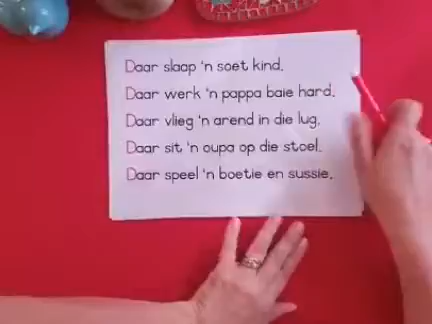 Daar slaap 'n soet kind.
Daar werk 'n pappa baie hard.
Daar vlieg 'n arend in die lug.
Daar sit 'n oupa op die stoel.
Daar speel 'n boetie en sussie.